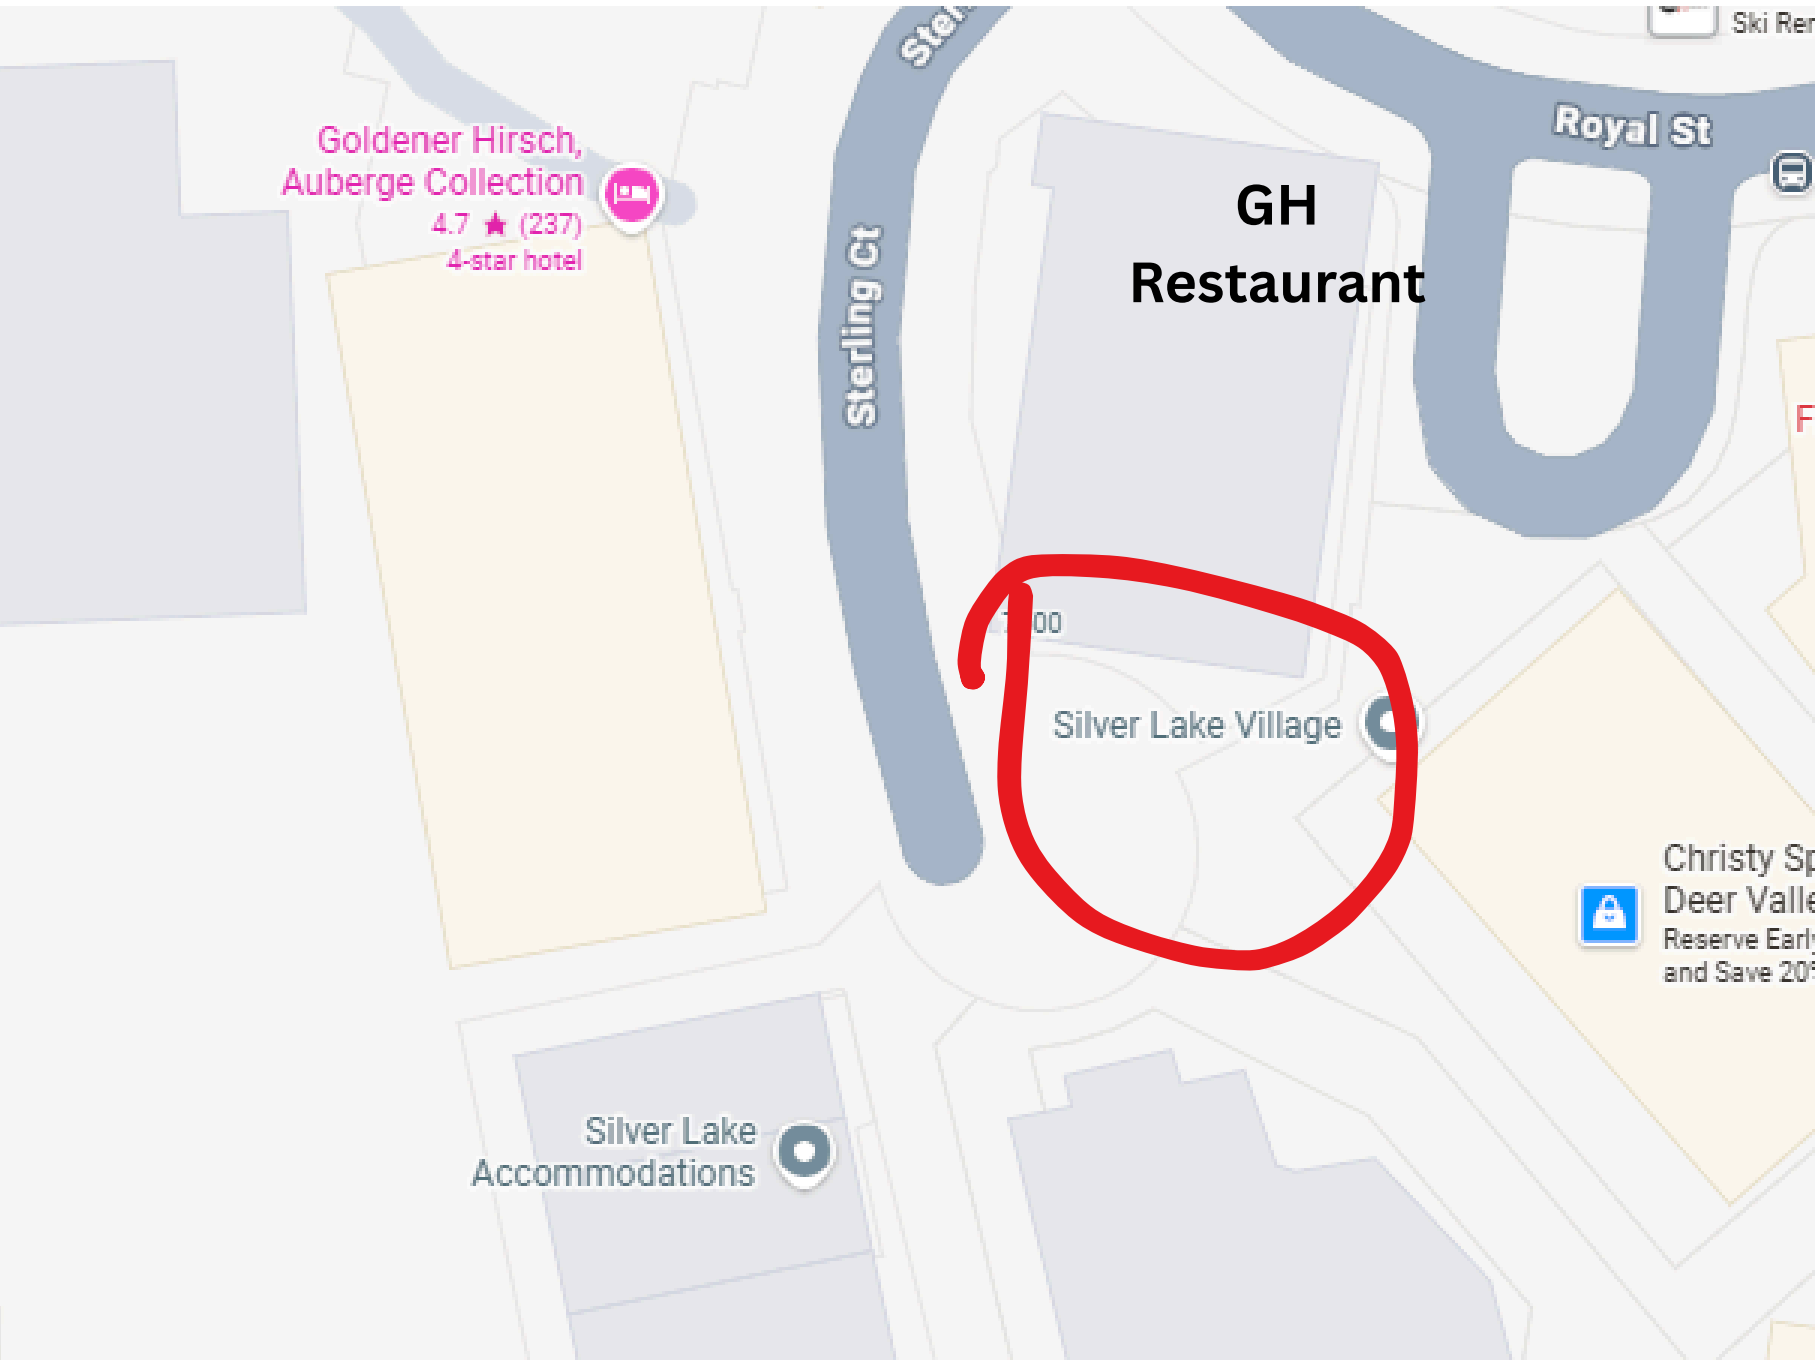 Ski Ren
Royal St
Goldener Hirsch,
Auberge Collection
4.7 ★ (237)
4-star hotel
GH
Restaurant
Sterling Ct
Silver Lake Village
Christy Sp
Deer Valle
Reserve Early
and Save 20%
Silver Lake
Accommodations